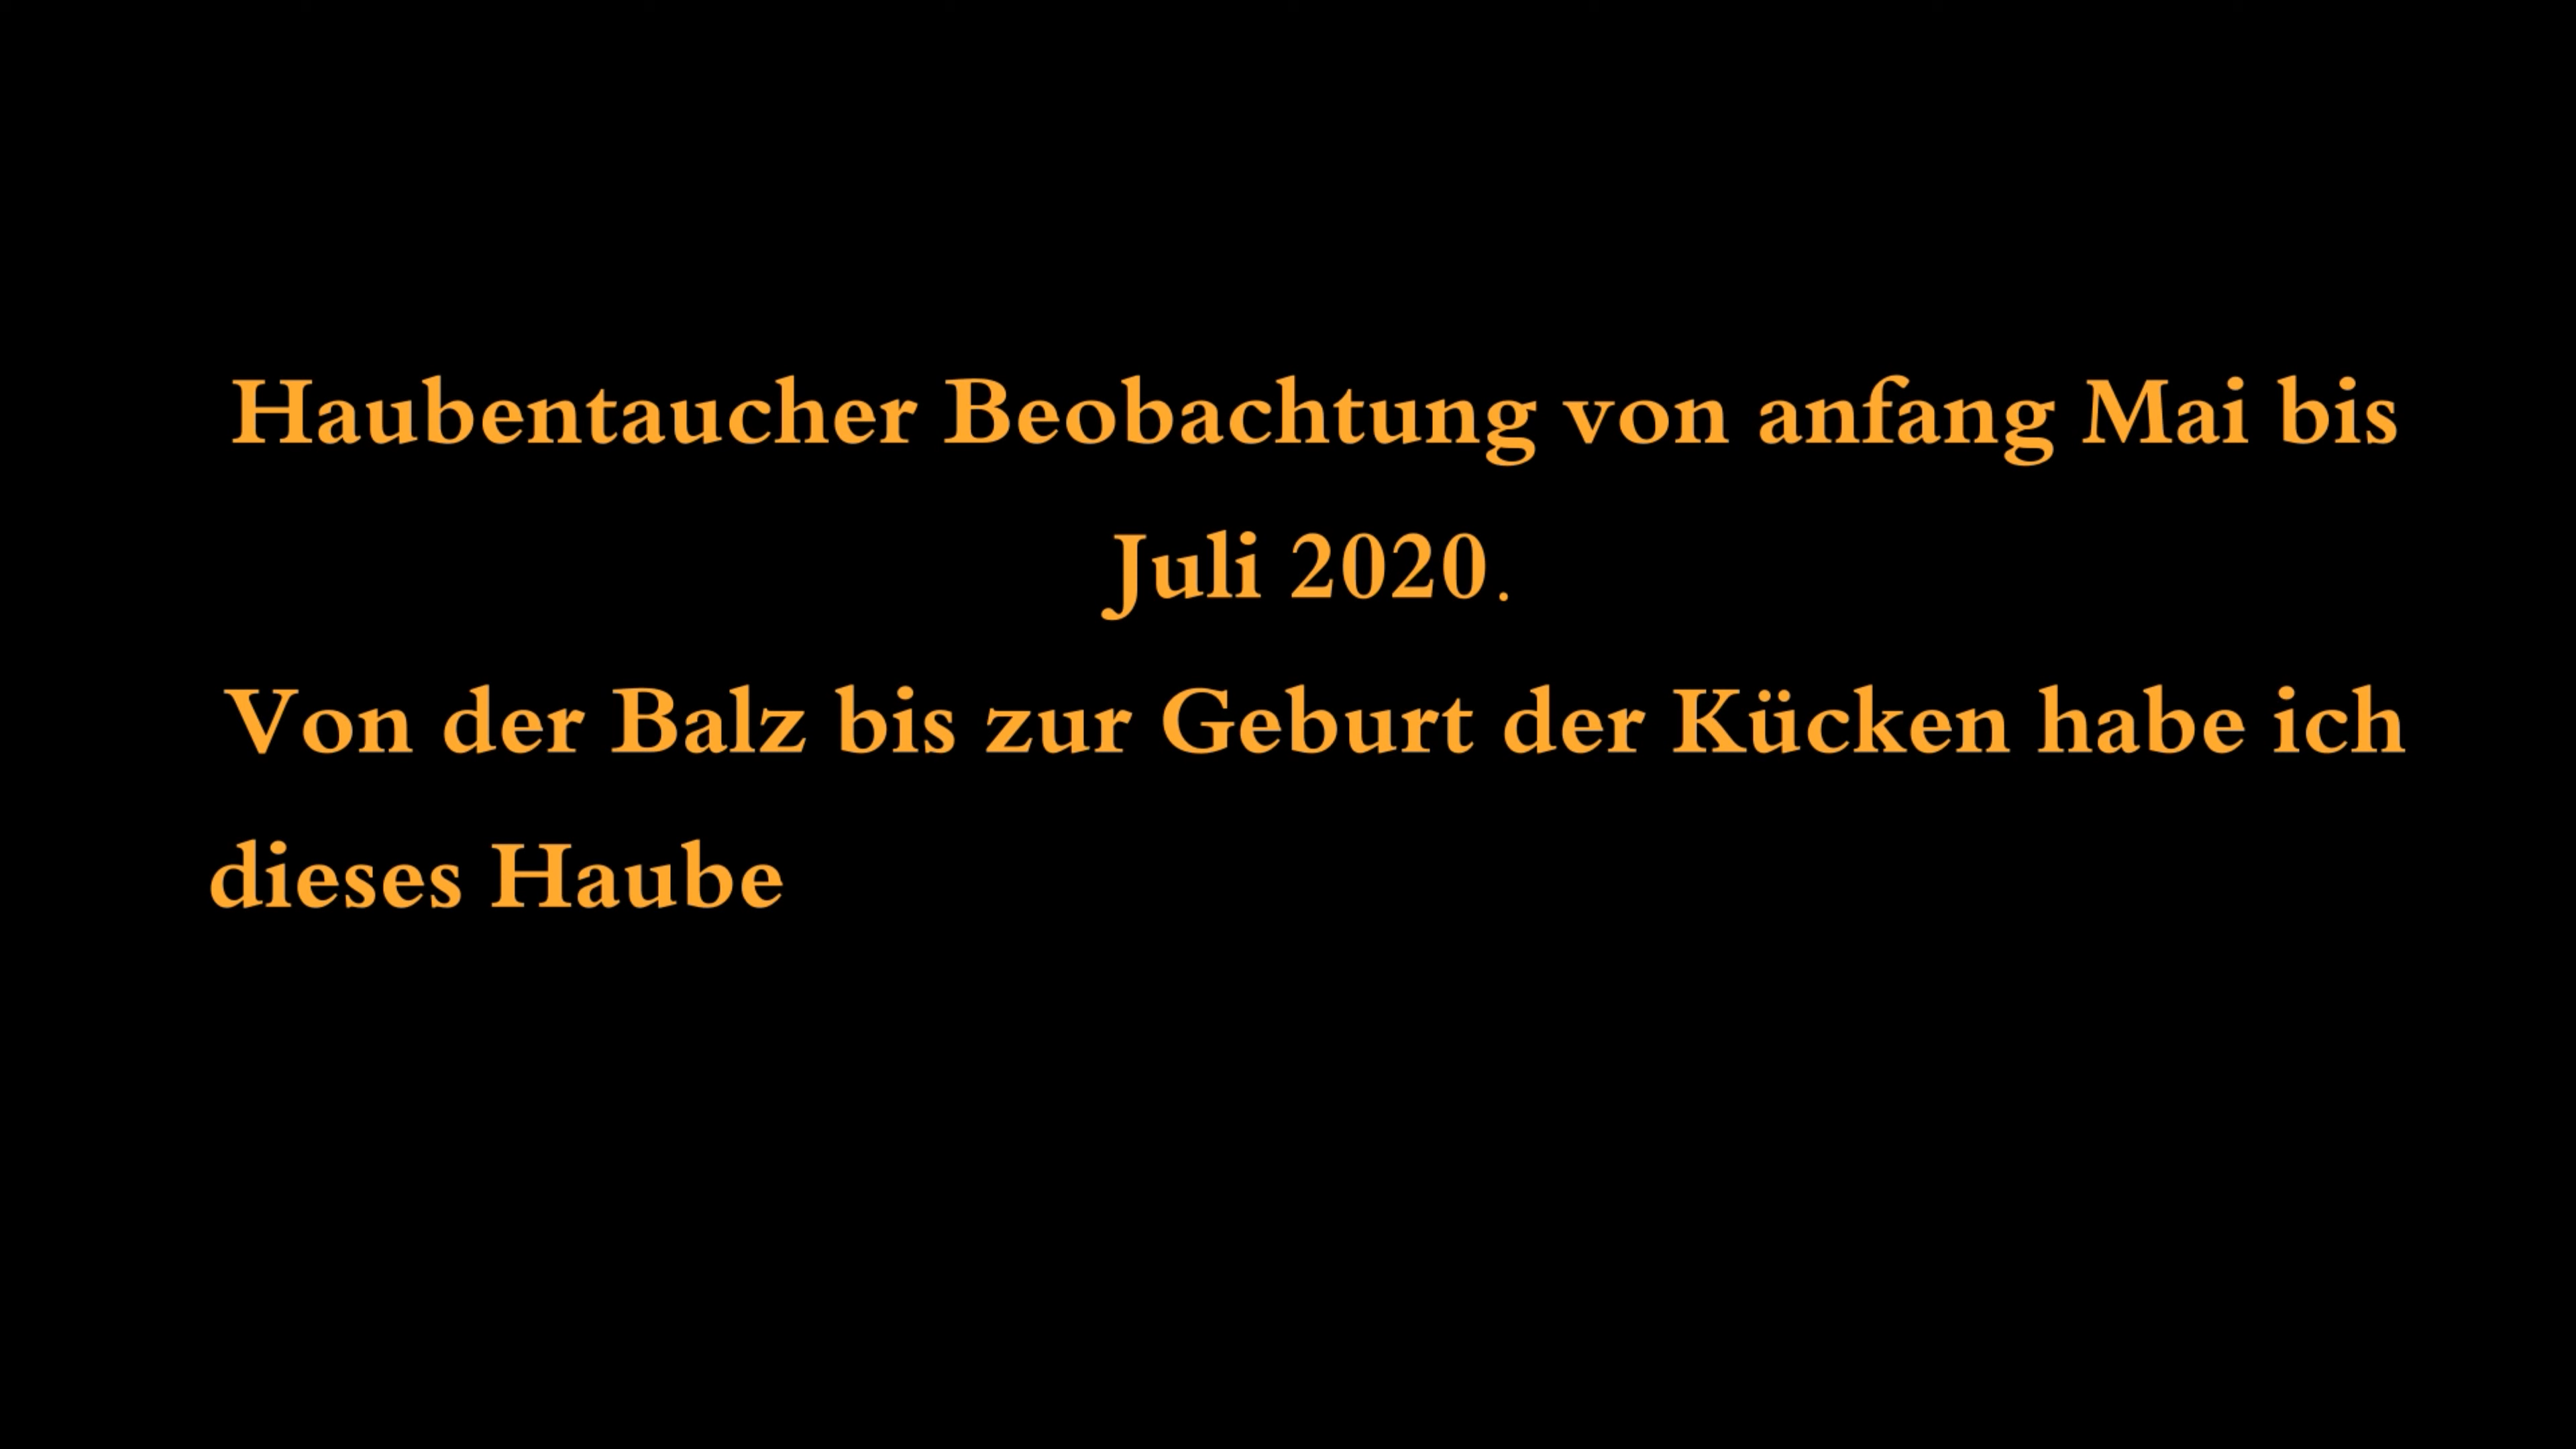 Haubentaucher Beobachtung von anfang Mai bis
Juli 2020.
Von der Balz bis zur Geburt der Kücken habe ich
dieses Haube